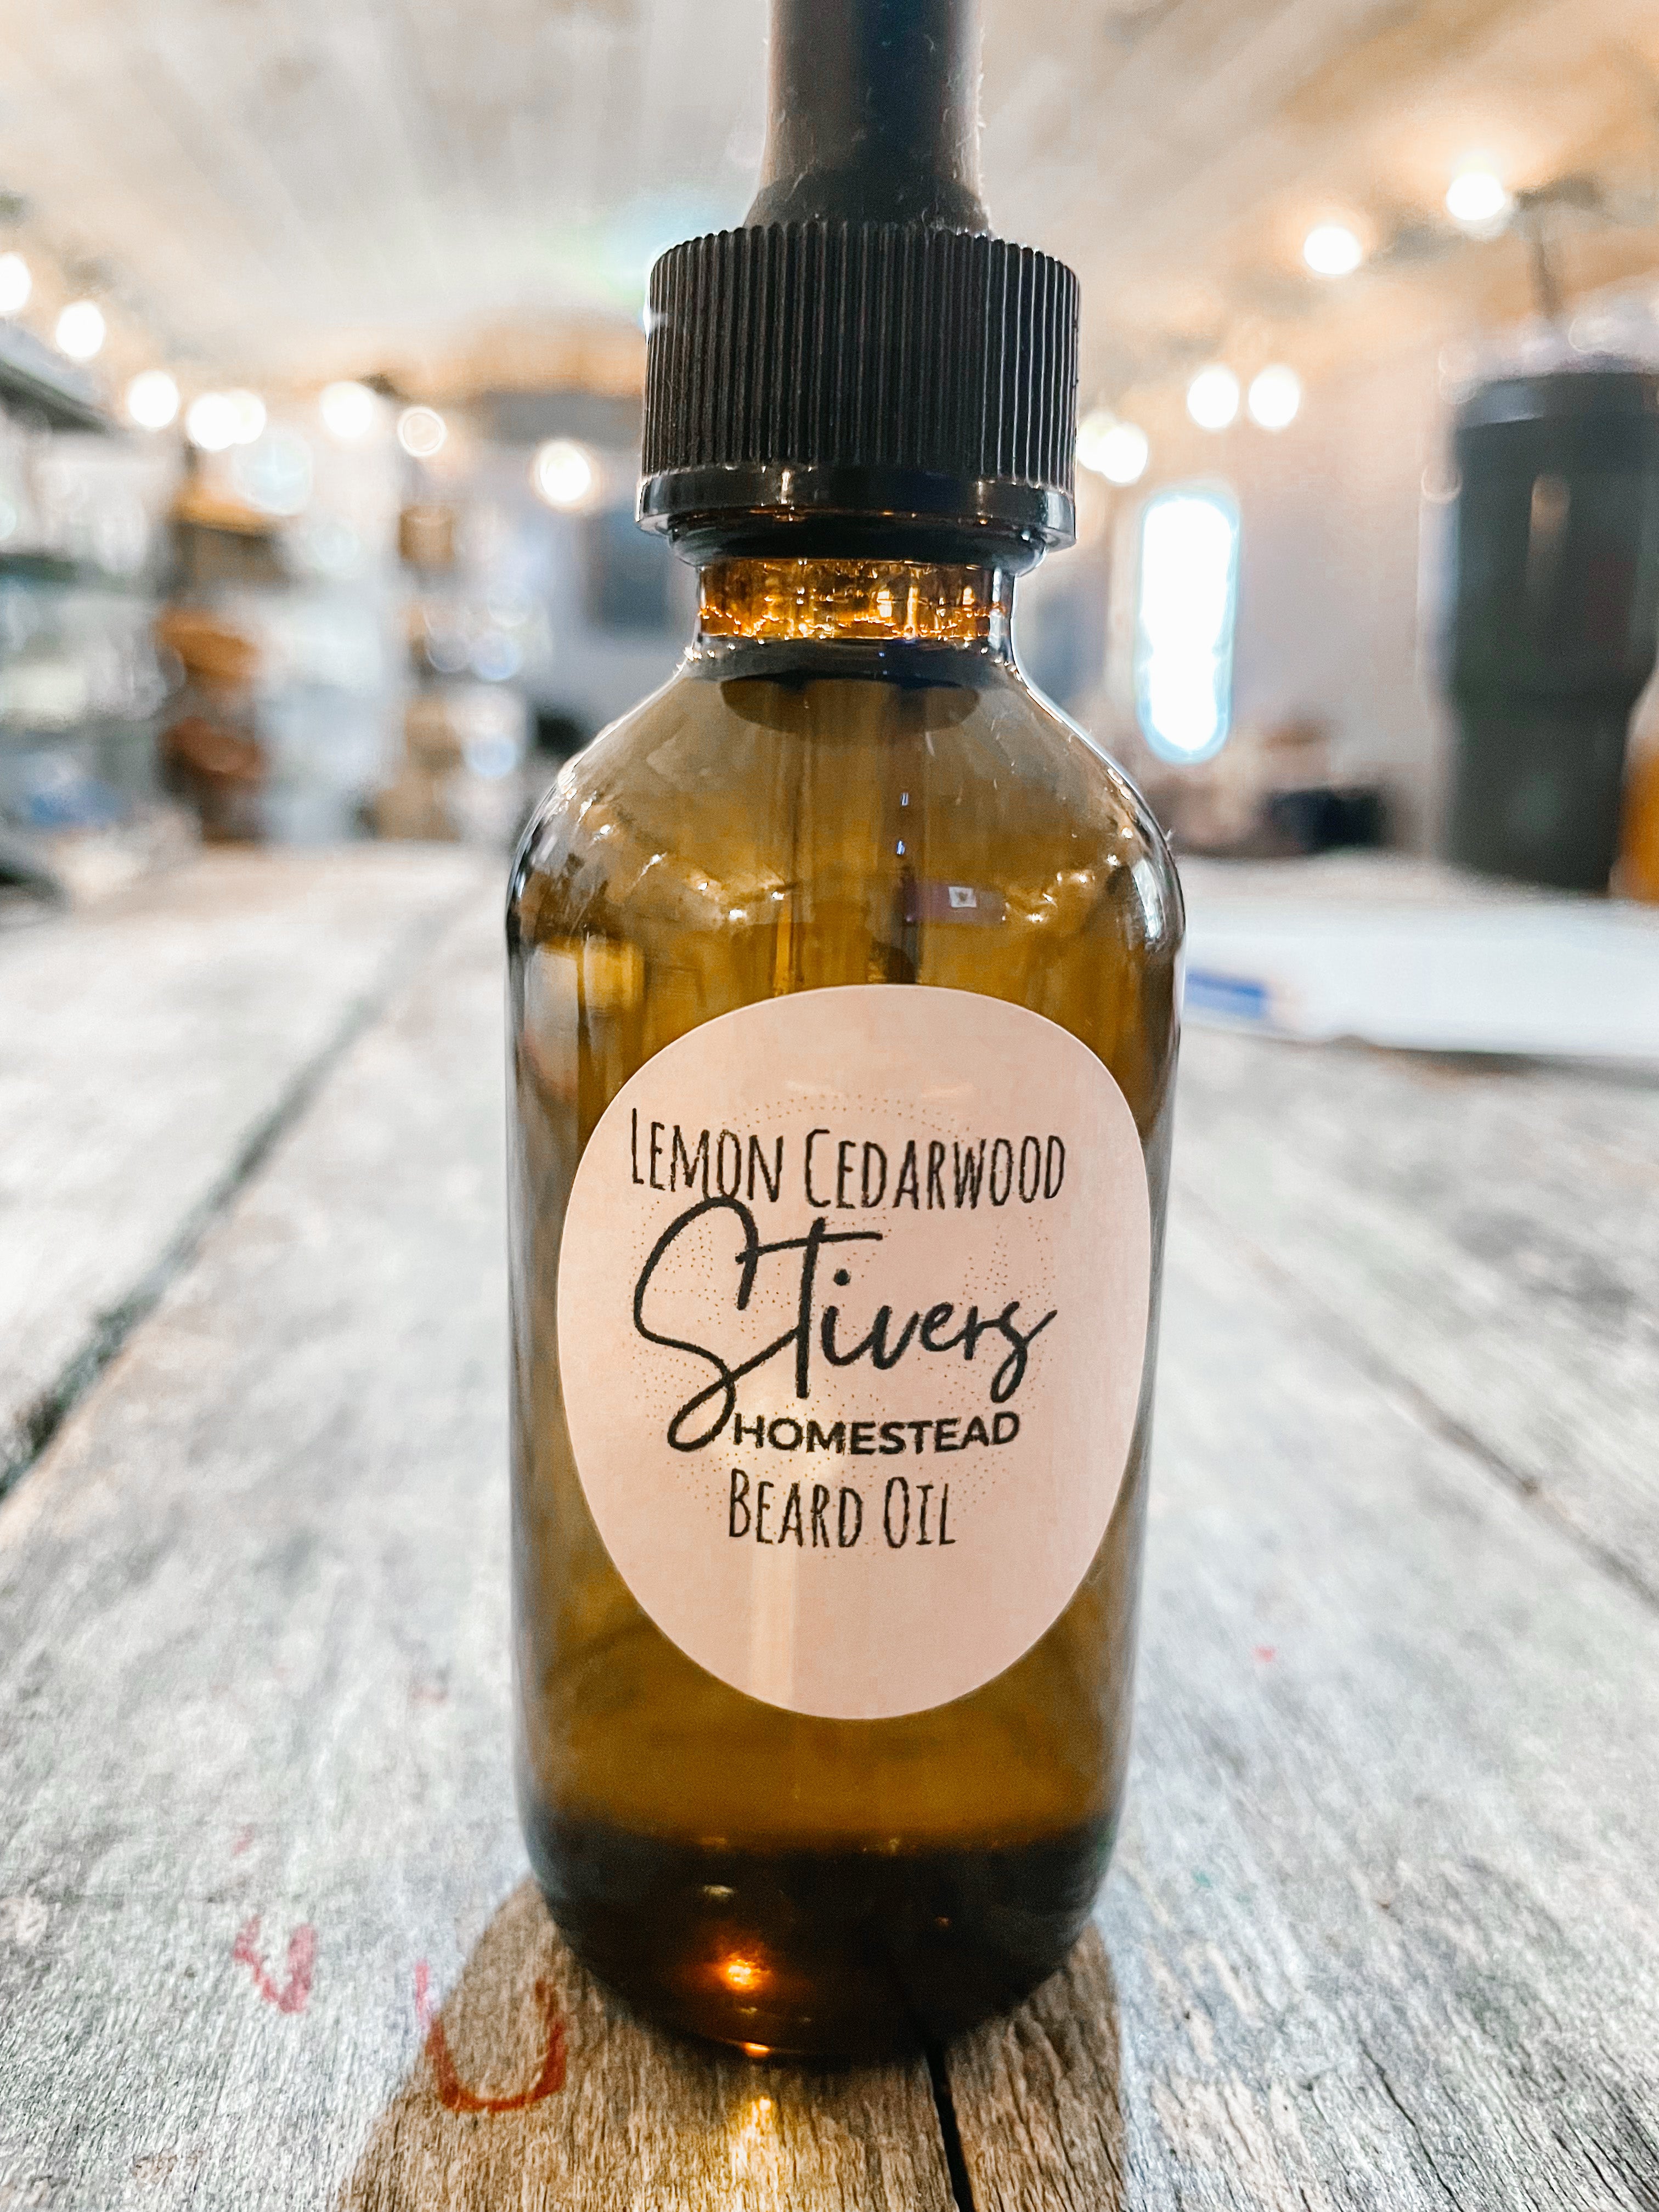 Lemon Cedarwood
Stivers
HOMESTEAD
Beard Oil